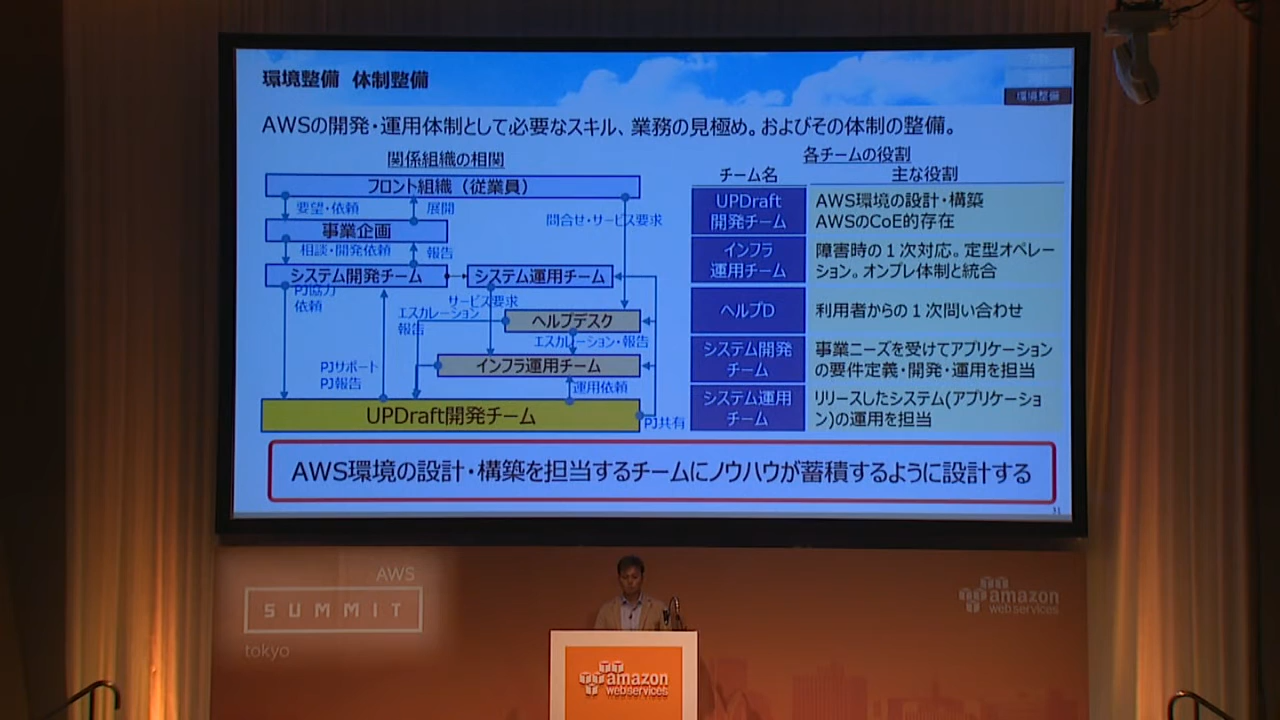 環境整備 体制整備
環境整備
AWSの開発・運用体制として必要なスキル、業務の見極め。およびその体制の整備。
関係組織の相関
フロント組織（従業員）
要望・依頼
展開
問合せ・サービス要求
事業企画
相談・開発依頼
報告
システム開発チーム
システム運用チーム
PJ協力
依頼
サービス要求
エスカレーション
報告
ヘルプデスク
エスカレーション・報告
インフラ運用チーム
PJサポート
PJ報告
運用依頼
UPDraft開発チーム
PJ共有
各チームの役割
チーム名
主な役割
UPDraft
開発チーム
AWS環境の設計・構築
AWSのCoE的存在
インフラ
運用チーム
障害時の１次対応。定型オペレー
ション。オンプレ体制と統合
ヘルプD
利用者からの１次問い合わせ
システム開発
チーム
事業ニーズを受けてアプリケーション
の要件定義・開発・運用を担当
システム運用
チーム
リリースしたシステム(アプリケーショ
ン)の運用を担当
AWS環境の設計・構築を担当するチームにノウハウが蓄積するように設計する
31
AWS
SUMMIT
tokyo
amazon
webservices
amazon
webservices